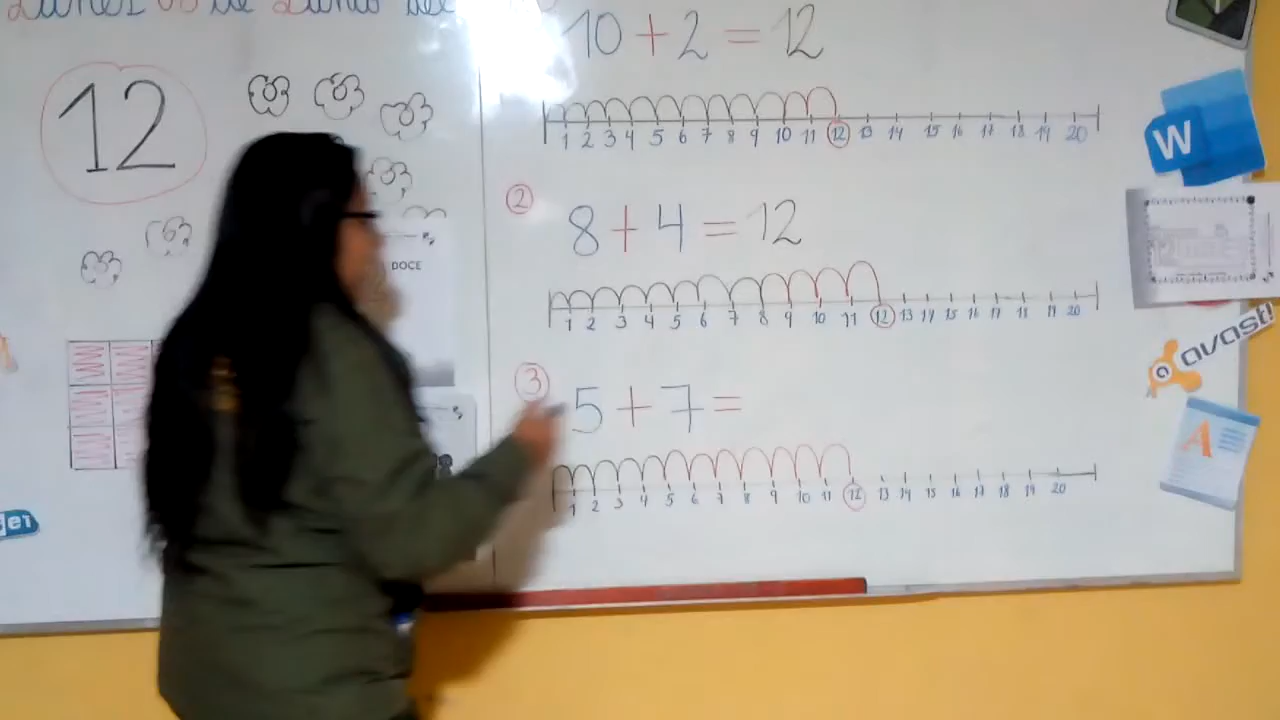 12
10 + 2 = 12
1 2 3 4 5 6 7 8 9 10 11 12 13 14 15 16 17 18 19 20
② 8 + 4 = 12
1 2 3 4 5 6 7 8 9 10 11 12 13 14 15 16 17 18 19 20
③ 5 + 7 =
1 2 3 4 5 6 7 8 9 10 11 12 13 14 15 16 17 18 19 20
DOCE
W
avast!
A